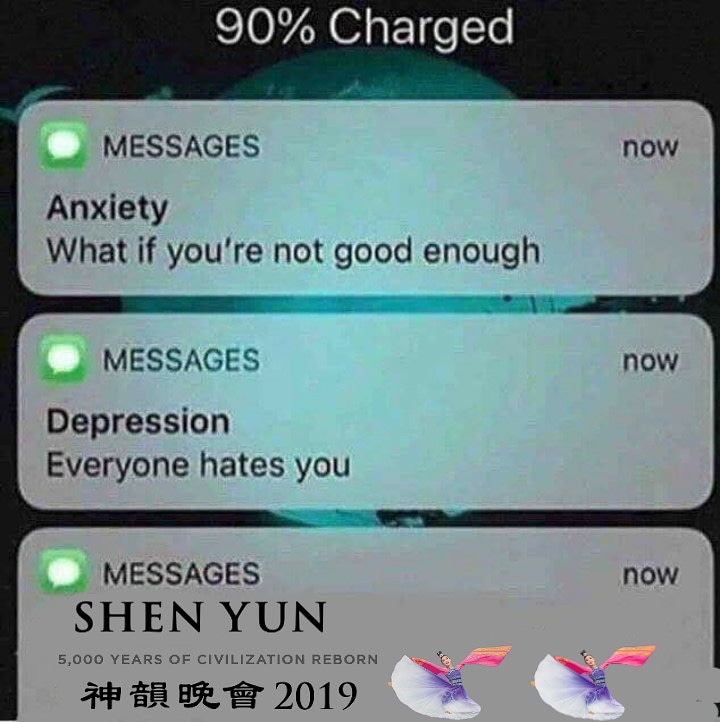 90% Charged
MESSAGES now
Anxiety
What if you're not good enough
MESSAGES now
Depression
Everyone hates you
MESSAGES now
SHEN YUN
5,000 YEARS OF CIVILIZATION REBORN
神韻晚會 2019